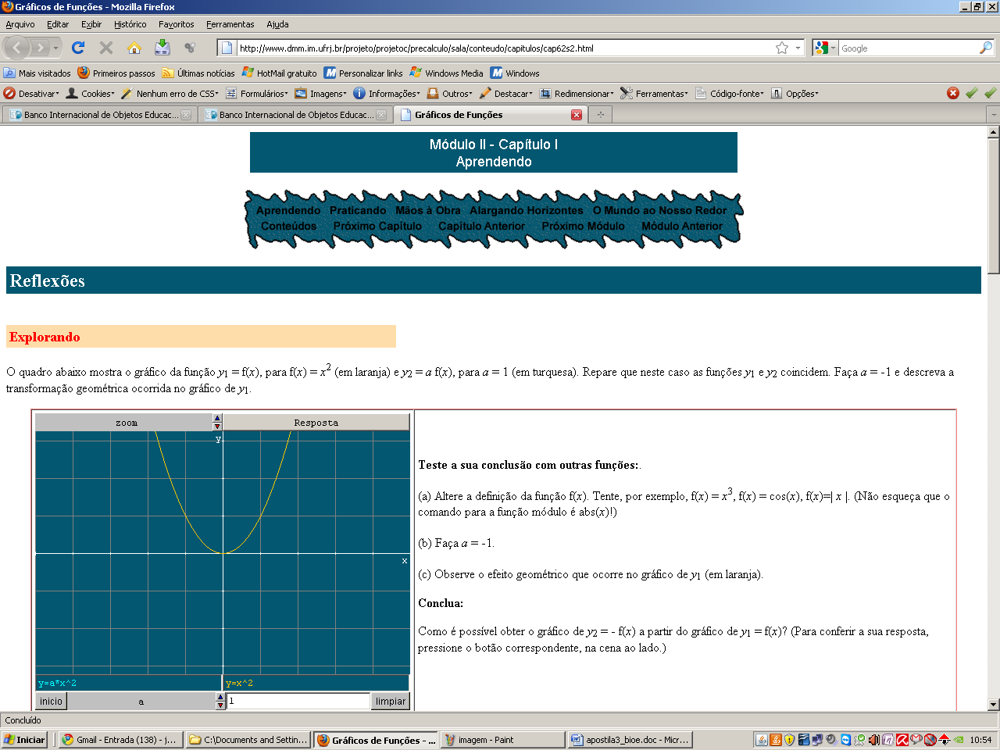 Gráficos de Funções - Mozilla Firefox
Arquivo Editar Exibir Histórico Favoritos Ferramentas Ajuda
http://www.dmm.im.ufrj.br/projeto/projetoc/precalculo/sala/conteudo/capitulos/cap62s2.html Google
Mais visitados Primeiros passos Últimas notícias HotMail gratuito Personalizar links Windows Media Windows
Desativar Cookies Nenhum erro de CSS Formulários Imagens Informações Outros Destacar Redimensionar Ferramentas Código-fonte Opções
Banco Internacional de Objetos Educac... Banco Internacional de Objetos Educac... Gráficos de Funções
Módulo II - Capítulo I
Aprendendo
Aprendendo Praticando Mãos à Obra Alargando Horizontes O Mundo ao Nosso Redor
Conteúdos Próximo Capítulo Capítulo Anterior Próximo Módulo Módulo Anterior
Reflexões
Explorando
O quadro abaixo mostra o gráfico da função y1 = f(x), para f(x) = x^2 (em laranja) e y2 = a f(x), para a = 1 (em turquesa). Repare que neste caso as funções y1 e y2 coincidem. Faça a = -1 e descreva a
transformação geométrica ocorrida no gráfico de y1.
zoom Resposta
y
x
y=a*x^2 y=x^2
inicio a 1 limpiar
Teste a sua conclusão com outras funções:.
(a) Altere a definição da função f(x). Tente, por exemplo, f(x) = x^3, f(x) = cos(x), f(x)=| x |. (Não esqueça que o
comando para a função módulo é abs(x)!)
(b) Faça a = -1.
(c) Observe o efeito geométrico que ocorre no gráfico de y1 (em laranja).
Conclua:
Como é possível obter o gráfico de y2 = - f(x) a partir do gráfico de y1 = f(x)? (Para conferir a sua resposta,
pressione o botão correspondente, na cena ao lado.)
Concluído
Iniciar Gmail - Entrada (138) - j... C:\Documents and Settin... Gráficos de Funções - ... imagem - Paint apostila3_bioe.doc - Micr... 10:54